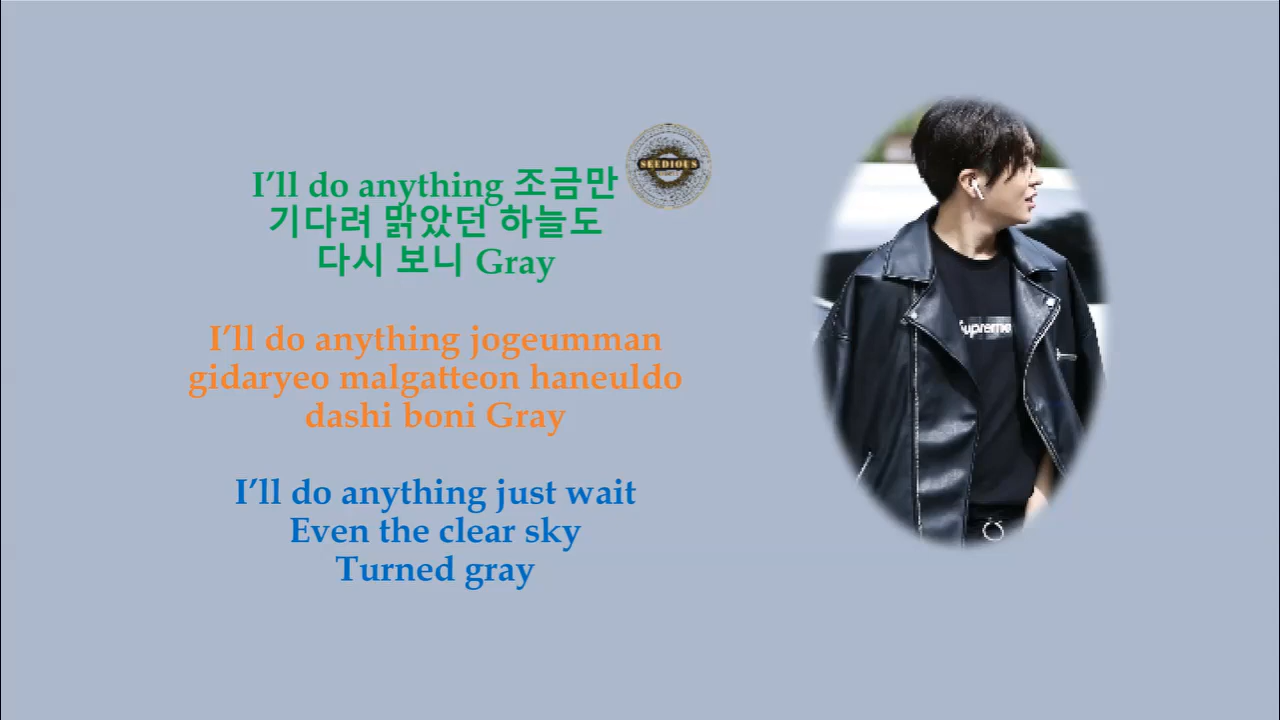 I'll do anything 조금만
기다려 맑았던 하늘도
다시 보니 Gray
I'll do anything jogeumman
gidaryeo malgatteon haneuldo
dashi boni Gray
I'll do anything just wait
Even the clear sky
Turned gray
SEEDIOUS
Supreme